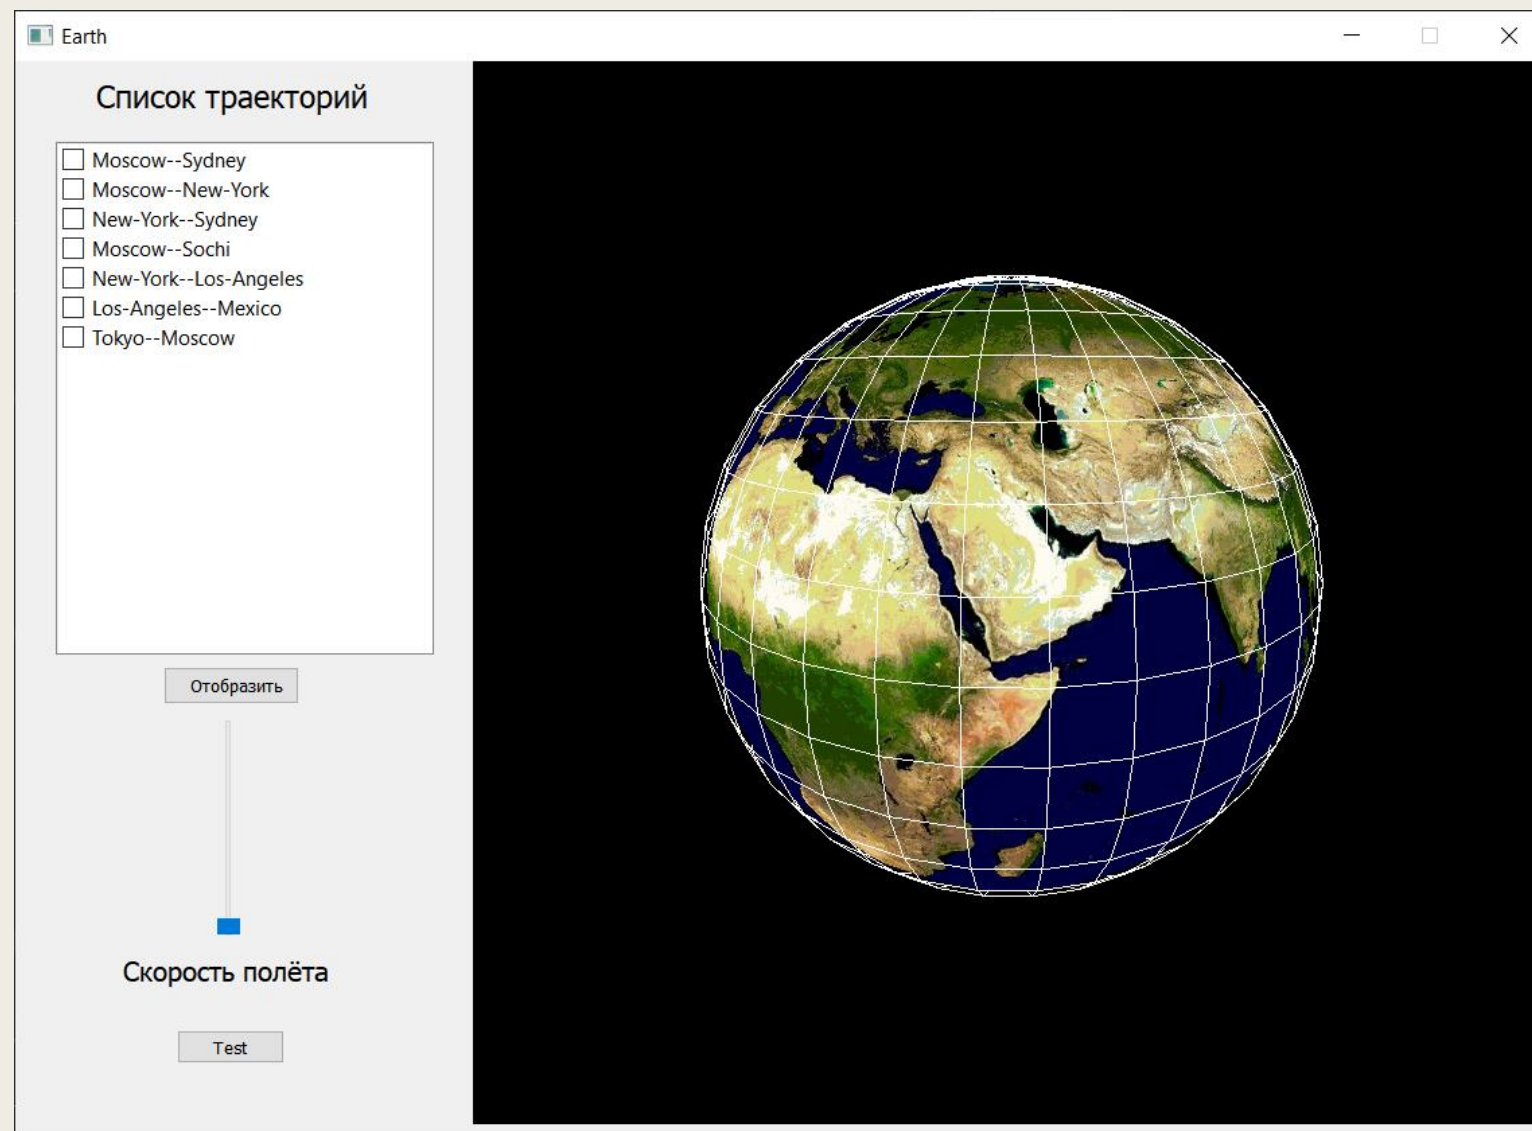 Earth
Список траекторий
Moscow--Sydney
Moscow--New-York
New-York--Sydney
Moscow--Sochi
New-York--Los-Angeles
Los-Angeles--Mexico
Tokyo--Moscow
Отобразить
Скорость полёта
Test